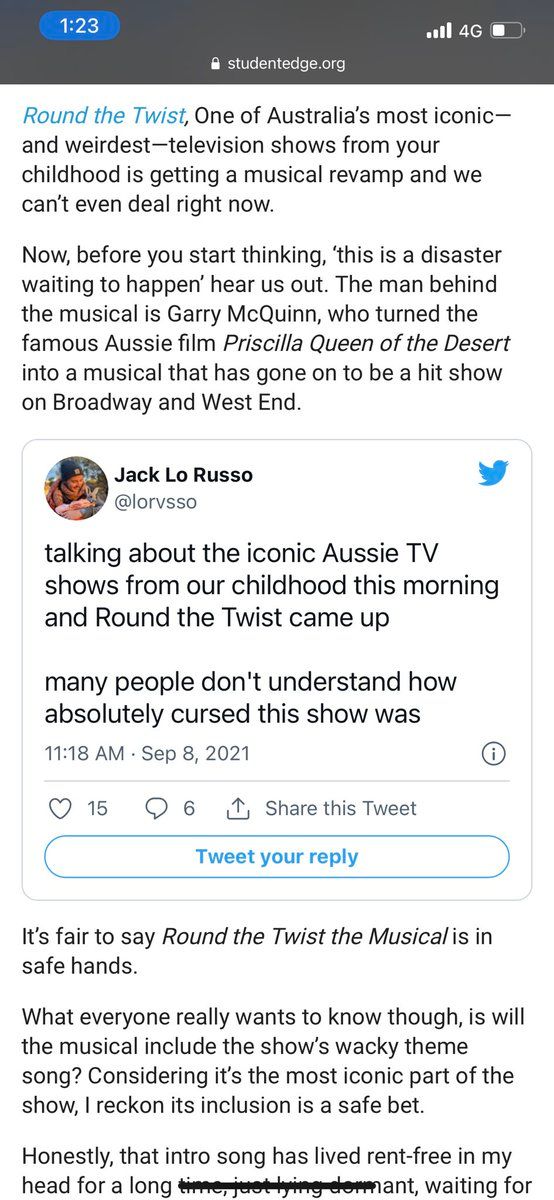 1:23
4G
studentedge.org
Round the Twist, One of Australia’s most iconic—
and weirdest—television shows from your
childhood is getting a musical revamp and we
can’t even deal right now.
Now, before you start thinking, ‘this is a disaster
waiting to happen’ hear us out. The man behind
the musical is Garry McQuinn, who turned the
famous Aussie film Priscilla Queen of the Desert
into a musical that has gone on to be a hit show
on Broadway and West End.
Jack Lo Russo
@lorvsso
talking about the iconic Aussie TV
shows from our childhood this morning
and Round the Twist came up
many people don't understand how
absolutely cursed this show was
11:18 AM · Sep 8, 2021
15 6 Share this Tweet
Tweet your reply
It’s fair to say Round the Twist the Musical is in
safe hands.
What everyone really wants to know though, is will
the musical include the show’s wacky theme
song? Considering it’s the most iconic part of the
show, I reckon its inclusion is a safe bet.
Honestly, that intro song has lived rent-free in my
head for a long time, just lying dormant, waiting for